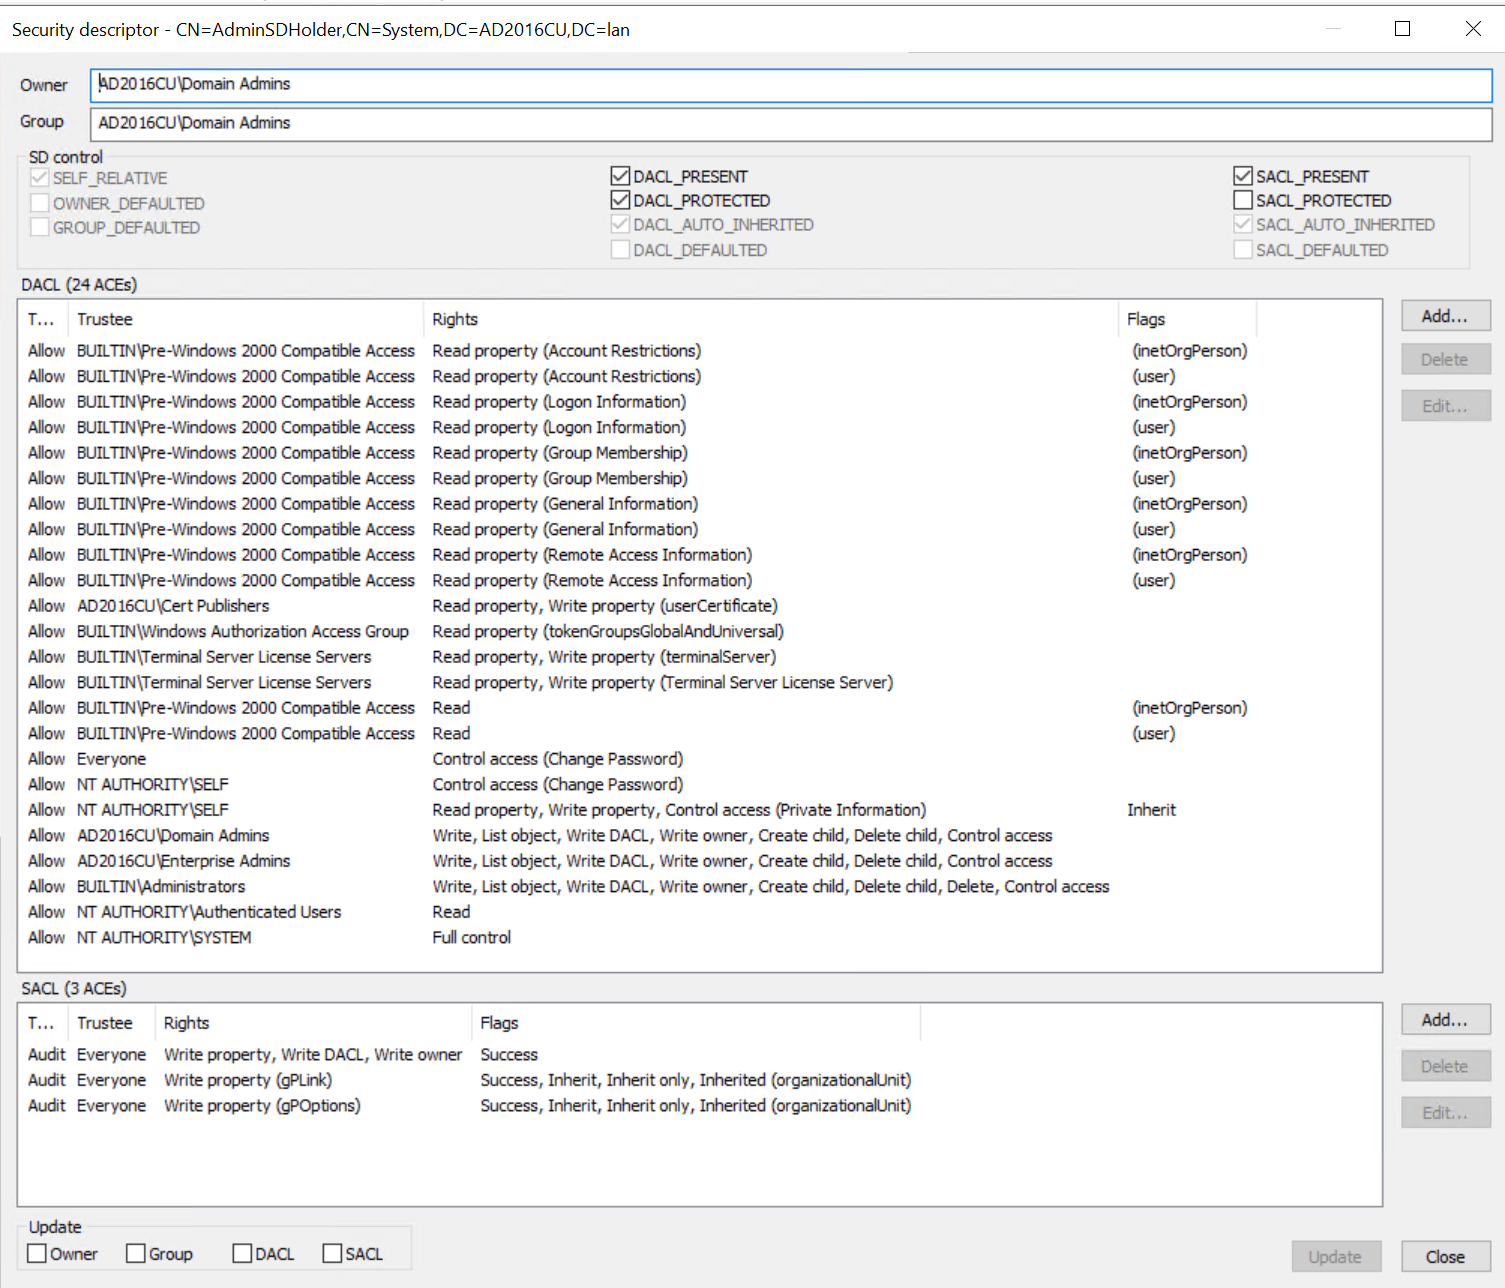 Security descriptor - CN=AdminSDHolder,CN=System,DC=AD2016CU,DC=lan
Owner AD2016CU\Domain Admins
Group AD2016CU\Domain Admins
SD control
SELF_RELATIVE DACL_PRESENT SACL_PRESENT
OWNER_DEFAULTED DACL_PROTECTED SACL_PROTECTED
GROUP_DEFAULTED DACL_AUTO_INHERITED SACL_AUTO_INHERITED
DACL_DEFAULTED SACL_DEFAULTED
DACL (24 ACEs)
T... Trustee Rights Flags Add...
Allow BUILTIN\Pre-Windows 2000 Compatible Access Read property (Account Restrictions) (inetOrgPerson) Delete
Allow BUILTIN\Pre-Windows 2000 Compatible Access Read property (Account Restrictions) (user)
Allow BUILTIN\Pre-Windows 2000 Compatible Access Read property (Logon Information) (inetOrgPerson) Edit...
Allow BUILTIN\Pre-Windows 2000 Compatible Access Read property (Logon Information) (user)
Allow BUILTIN\Pre-Windows 2000 Compatible Access Read property (Group Membership) (inetOrgPerson)
Allow BUILTIN\Pre-Windows 2000 Compatible Access Read property (Group Membership) (user)
Allow BUILTIN\Pre-Windows 2000 Compatible Access Read property (General Information) (inetOrgPerson)
Allow BUILTIN\Pre-Windows 2000 Compatible Access Read property (General Information) (user)
Allow BUILTIN\Pre-Windows 2000 Compatible Access Read property (Remote Access Information) (inetOrgPerson)
Allow BUILTIN\Pre-Windows 2000 Compatible Access Read property (Remote Access Information) (user)
Allow AD2016CU\Cert Publishers Read property, Write property (userCertificate)
Allow BUILTIN\Windows Authorization Access Group Read property (tokenGroupsGlobalAndUniversal)
Allow BUILTIN\Terminal Server License Servers Read property, Write property (terminalServer)
Allow BUILTIN\Terminal Server License Servers Read property, Write property (Terminal Server License Server)
Allow BUILTIN\Pre-Windows 2000 Compatible Access Read (inetOrgPerson)
Allow BUILTIN\Pre-Windows 2000 Compatible Access Read (user)
Allow Everyone Control access (Change Password)
Allow NT AUTHORITY\SELF Control access (Change Password)
Allow NT AUTHORITY\SELF Read property, Write property, Control access (Private Information) Inherit
Allow AD2016CU\Domain Admins Write, List object, Write DACL, Write owner, Create child, Delete child, Control access
Allow AD2016CU\Enterprise Admins Write, List object, Write DACL, Write owner, Create child, Delete child, Control access
Allow BUILTIN\Administrators Write, List object, Write DACL, Write owner, Create child, Delete child, Delete, Control access
Allow NT AUTHORITY\Authenticated Users Read
Allow NT AUTHORITY\SYSTEM Full control
SACL (3 ACEs)
T... Trustee Rights Flags Add...
Audit Everyone Write property, Write DACL, Write owner Success
Audit Everyone Write property (gPLink) Success, Inherit, Inherit only, Inherited (organizationalUnit) Delete
Audit Everyone Write property (gPOptions) Success, Inherit, Inherit only, Inherited (organizationalUnit) Edit...
Update
Owner Group DACL SACL Update Close